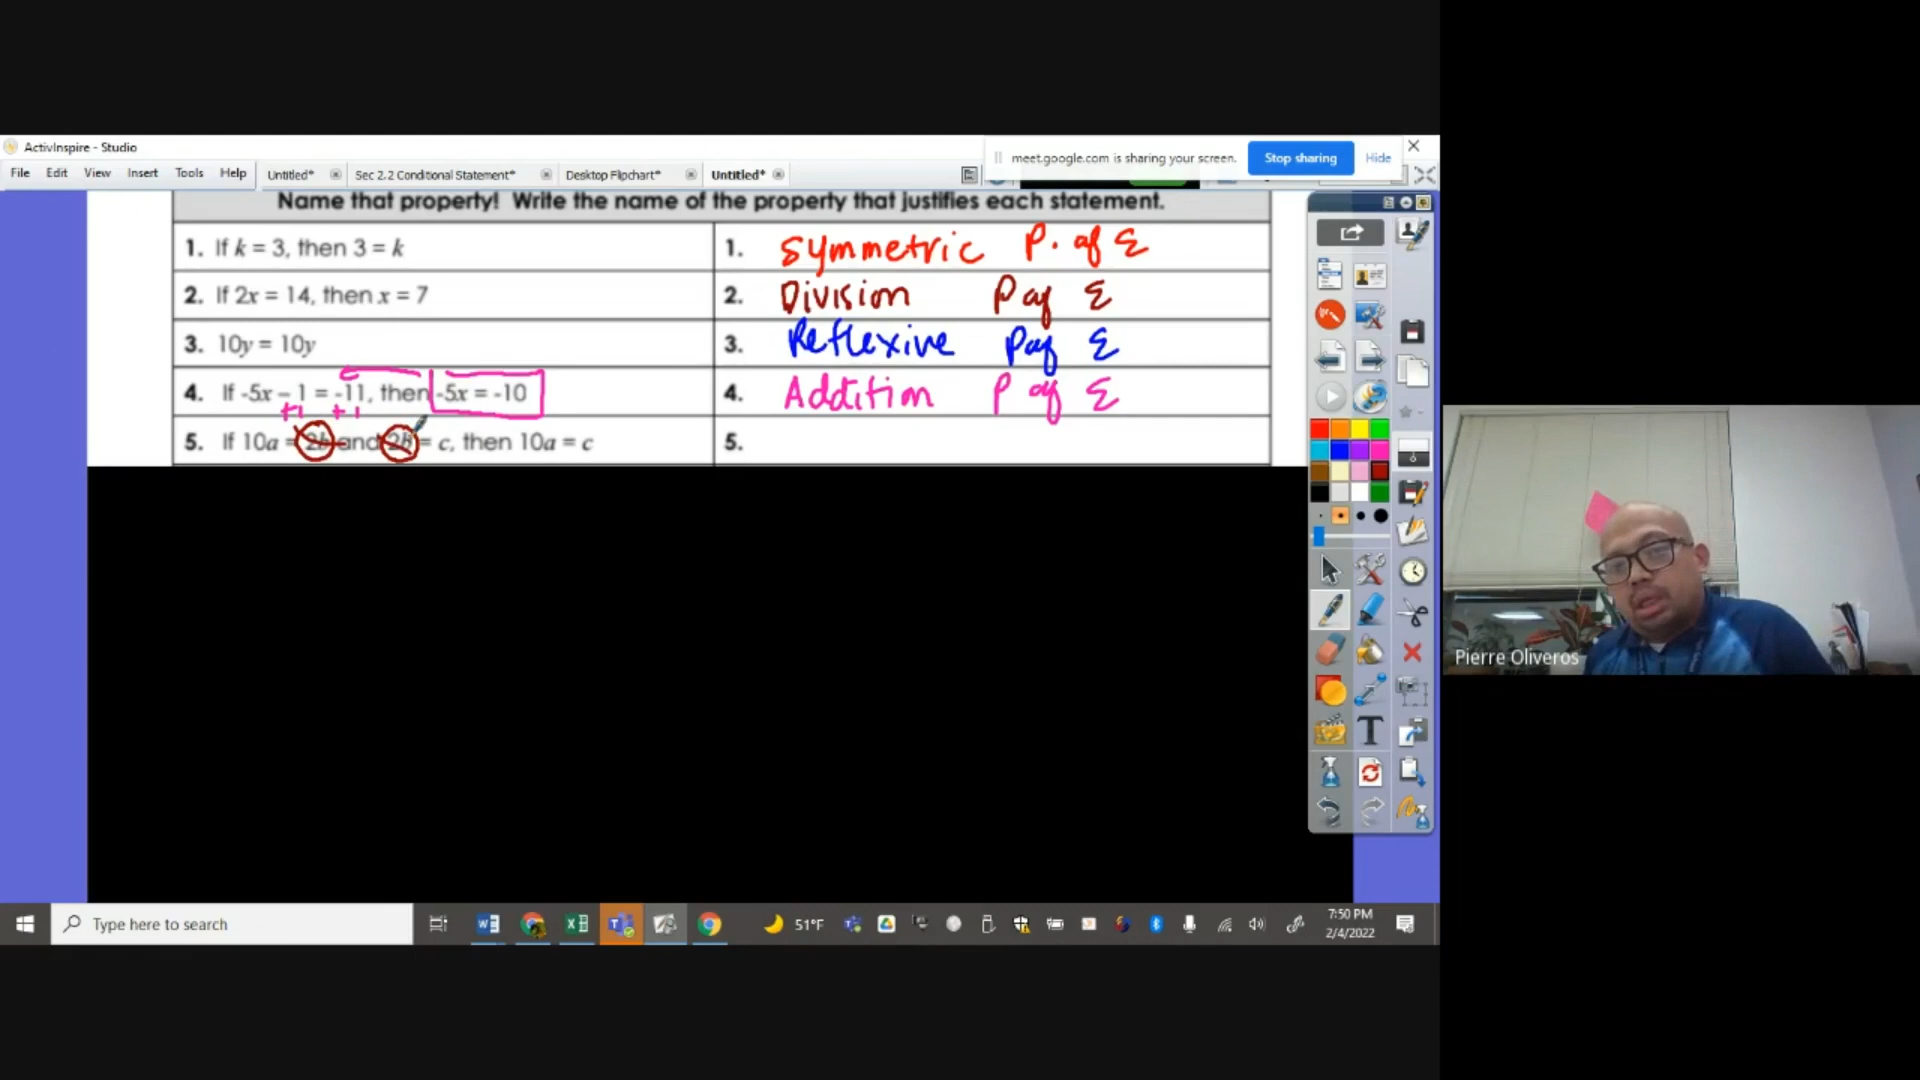 ActivInspire - Studio
meet.google.com is sharing your screen. Stop sharing Hide
File Edit View Insert Tools Help Untitled* Sec 2.2 Conditional Statement* Desktop Flipchart* Untitled*
Name that property! Write the name of the property that justifies each statement.
1. If k = 3, then 3 = k 1. Symmetric P. of E
2. If 2x = 14, then x = 7 2. Division P of E
3. 10y = 10y 3. Reflexive P of E
4. If -5x – 1 = -11, then -5x = -10 4. Addition P of E
+1 +1
5. If 10a = 2b and 2b = c, then 10a = c 5.
T
Pierre Oliveros
Type here to search 51°F 7:50 PM
2/4/2022